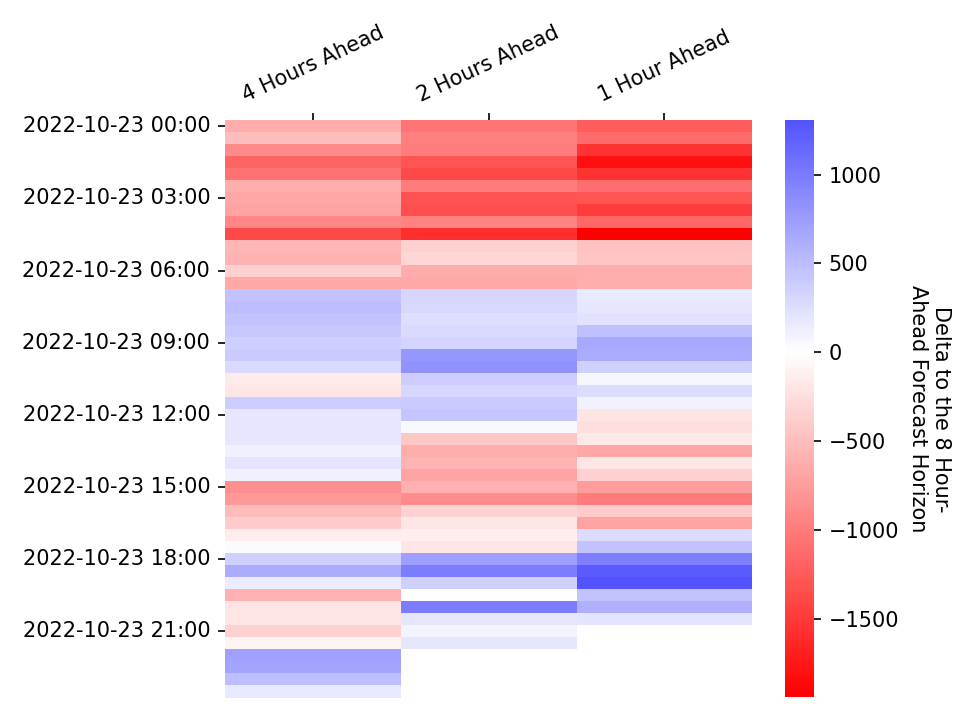 4 Hours Ahead
2 Hours Ahead
1 Hour Ahead
2022-10-23 00:00
2022-10-23 03:00
2022-10-23 06:00
2022-10-23 09:00
2022-10-23 12:00
2022-10-23 15:00
2022-10-23 18:00
2022-10-23 21:00
1000
500
0
−500
−1000
−1500
Delta to the 8 Hour-
Ahead Forecast Horizon